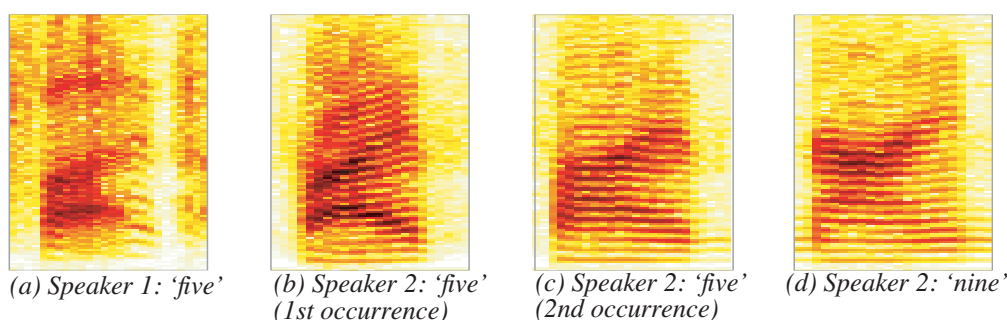 (a) Speaker 1: ‘five’
(b) Speaker 2: ‘five’
(1st occurrence)
(c) Speaker 2: ‘five’
(2nd occurrence)
(d) Speaker 2: ‘nine’